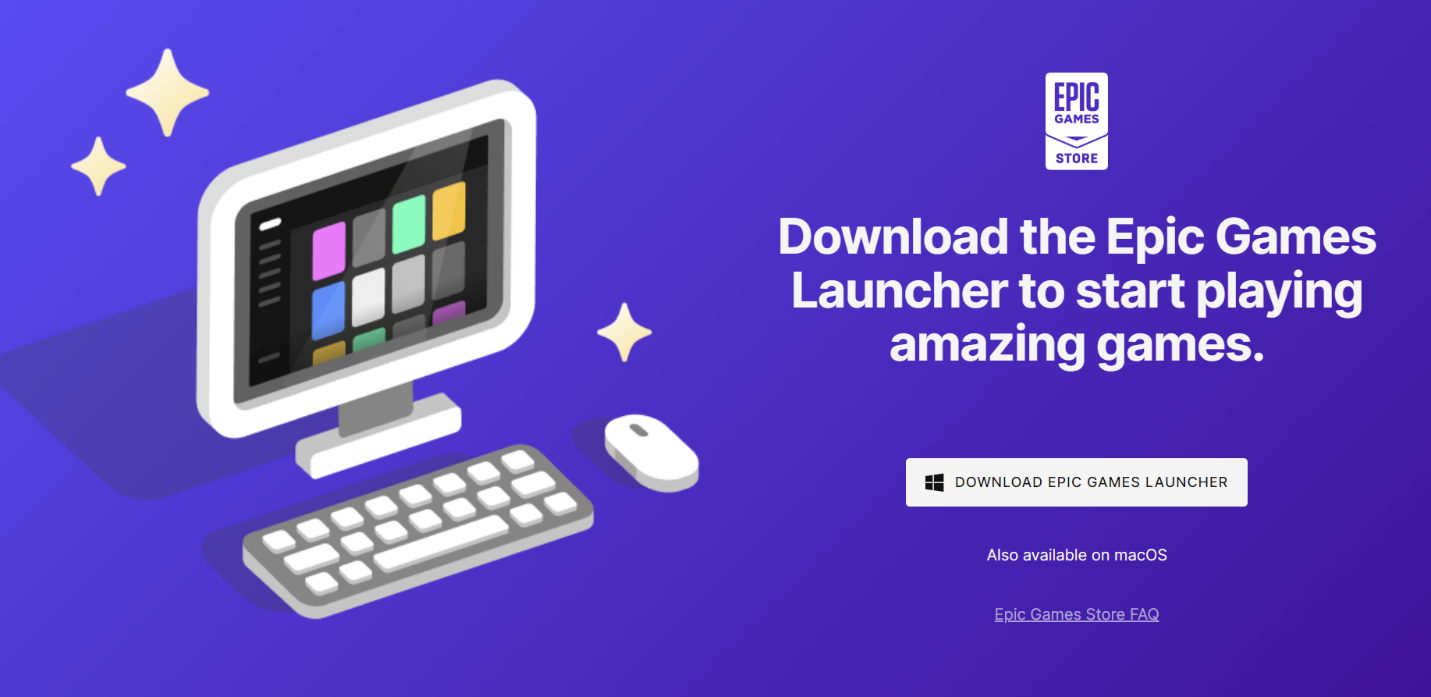 EPIC
GAMES
STORE
Download the Epic Games
Launcher to start playing
amazing games.
DOWNLOAD EPIC GAMES LAUNCHER
Also available on macOS
Epic Games Store FAQ